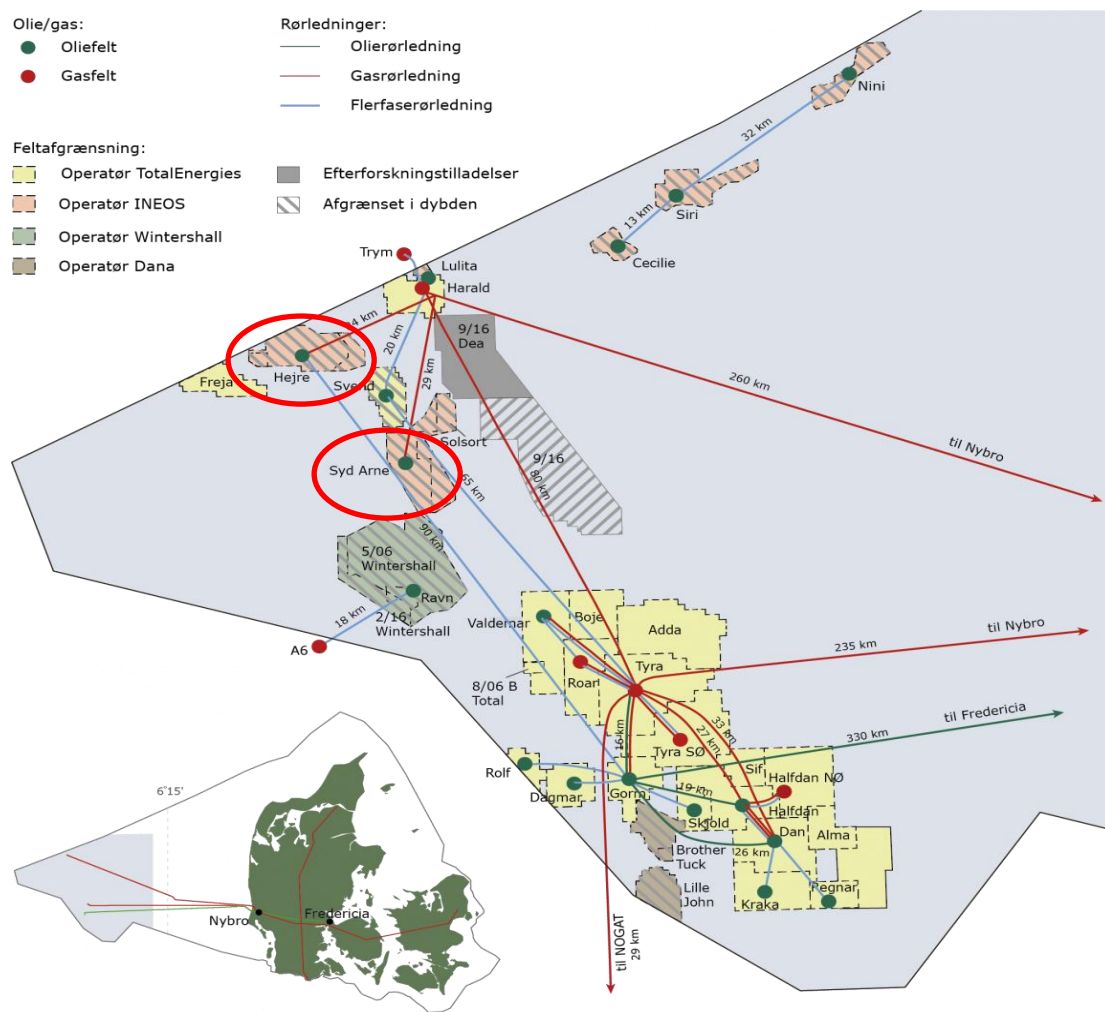 Olie/gas:
Oliefelt
Gasfelt
Rørledninger:
Olierørledning
Gasrørledning
Flerfaserørledning
Feltafgrænsning:
Operatør TotalEnergies
Operatør INEOS
Operatør Wintershall
Operatør Dana
Efterforskningstilladelser
Afgrænset i dybden
Nini
32 km
Siri
13 km
Cecilie
Trym
Lulita
Harald
24 km
20 km
29 km
9/16
Dea
Hejre
Freja
Svend
Solsort
260 km
til Nybro
Syd Arne
65 km
80 km
9/16
90 km
5/06
Wintershall
Ravn
2/16
Wintershall
18 km
A6
Valdemar
Boje
Adda
til Nybro
235 km
Tyra
Roar
8/06 B
Total
til Fredericia
330 km
16 km
27 km
33 km
Tyra SØ
Rolf
Dagmar
Gorm
19 km
Sif
Halfdan NØ
Halfdan
Skjold
Dan
Alma
Brother
Tuck
26 km
Lille
John
Kraka
Regnar
til NOGAT
29 km
6°15'
Nybro
Fredericia